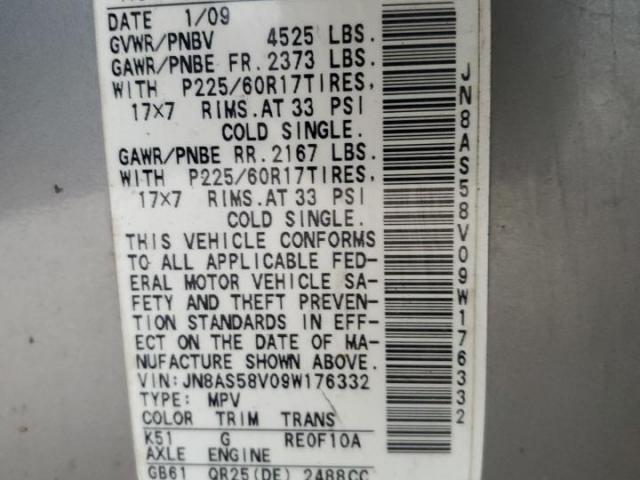 DATE 1/09
GVWR/PNBV 4525 LBS.
GAWR/PNBE FR. 2373 LBS.
WITH P225/60R17TIRES,
17×7 RIMS. AT 33 PSI
COLD SINGLE.
GAWR/PNBE RR. 2167 LBS.
WITH P225/60R17TIRES,
17×7 RIMS. AT 33 PSI
COLD SINGLE.
THIS VEHICLE CONFORMS
TO ALL APPLICABLE FED-
ERAL MOTOR VEHICLE SA-
FETY AND THEFT PREVEN-
TION STANDARDS IN EFF-
ECT ON THE DATE OF MA-
NUFACTURE SHOWN ABOVE.
VIN: JN8AS58V09W176332
TYPE: MPV
COLOR TRIM TRANS
K51 G RE0F10A
AXLE ENGINE
GB61 QR25(DE) 2488CC
JN8AS58V09W176332